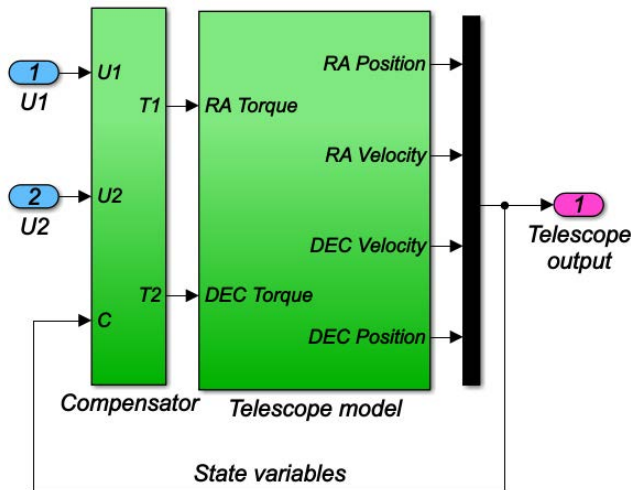 1
U1
2
U2
U1
U2
C
T1
T2
Compensator
RA Torque
DEC Torque
RA Position
RA Velocity
DEC Velocity
DEC Position
Telescope model
1
Telescope
output
State variables